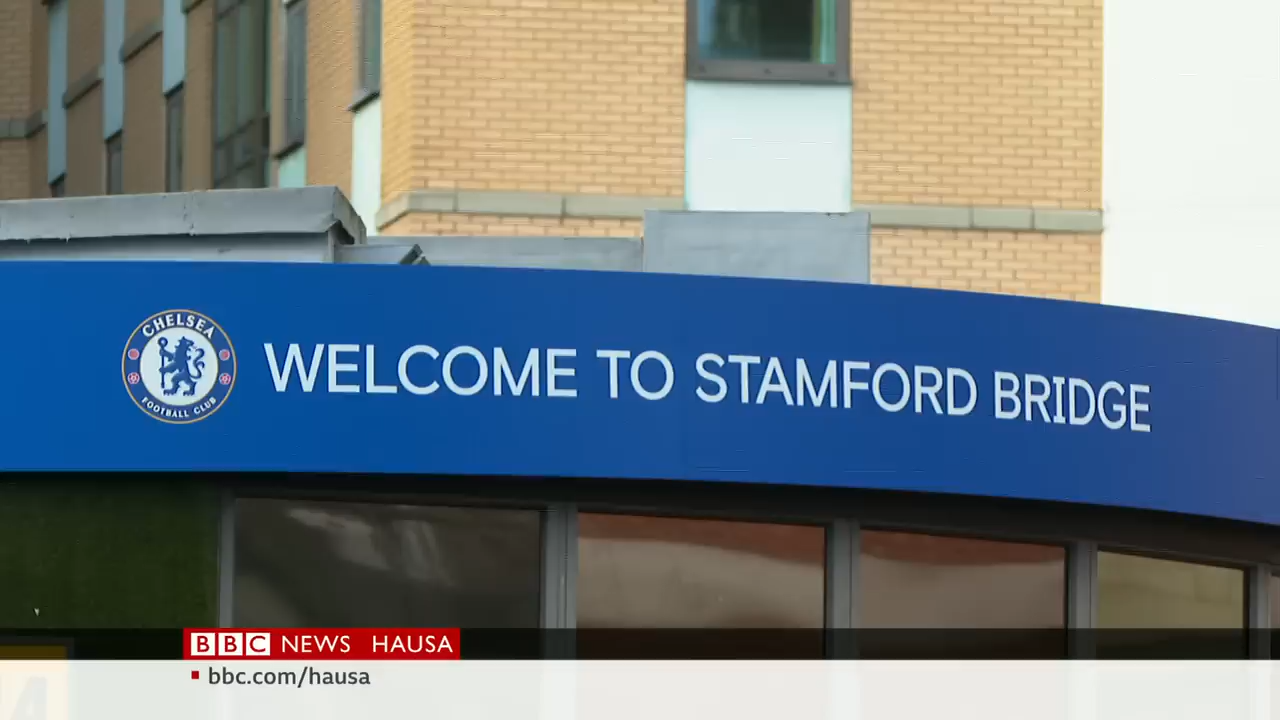 CHELSEA
FOOTBALL CLUB
WELCOME TO STAMFORD BRIDGE
BBC NEWS HAUSA
bbc.com/hausa